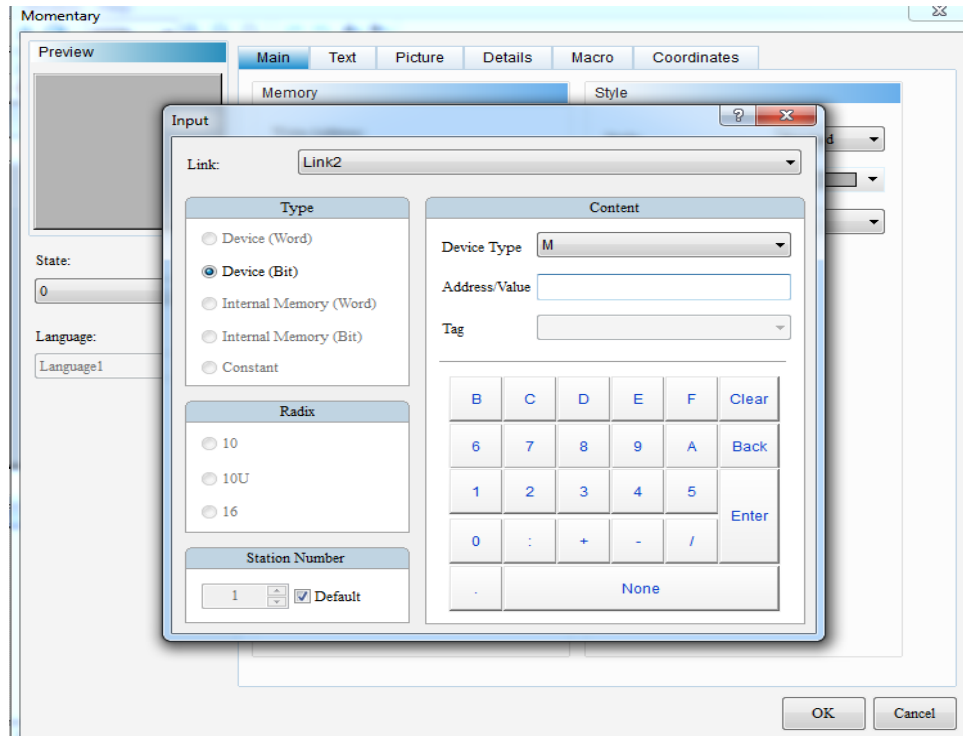 Momentary
Preview
Main Text Picture Details Macro Coordinates
Memory Style
Input
Link: Link2
Type
Device (Word)
Device (Bit)
Internal Memory (Word)
Internal Memory (Bit)
Constant
Content
Device Type M
Address/Value
Tag
State:
0
Language:
Language1
Radix
10
10U
16
Station Number
1 Default
B C D E F Clear
6 7 8 9 A Back
1 2 3 4 5
Enter
0 : + - /
. None
OK Cancel